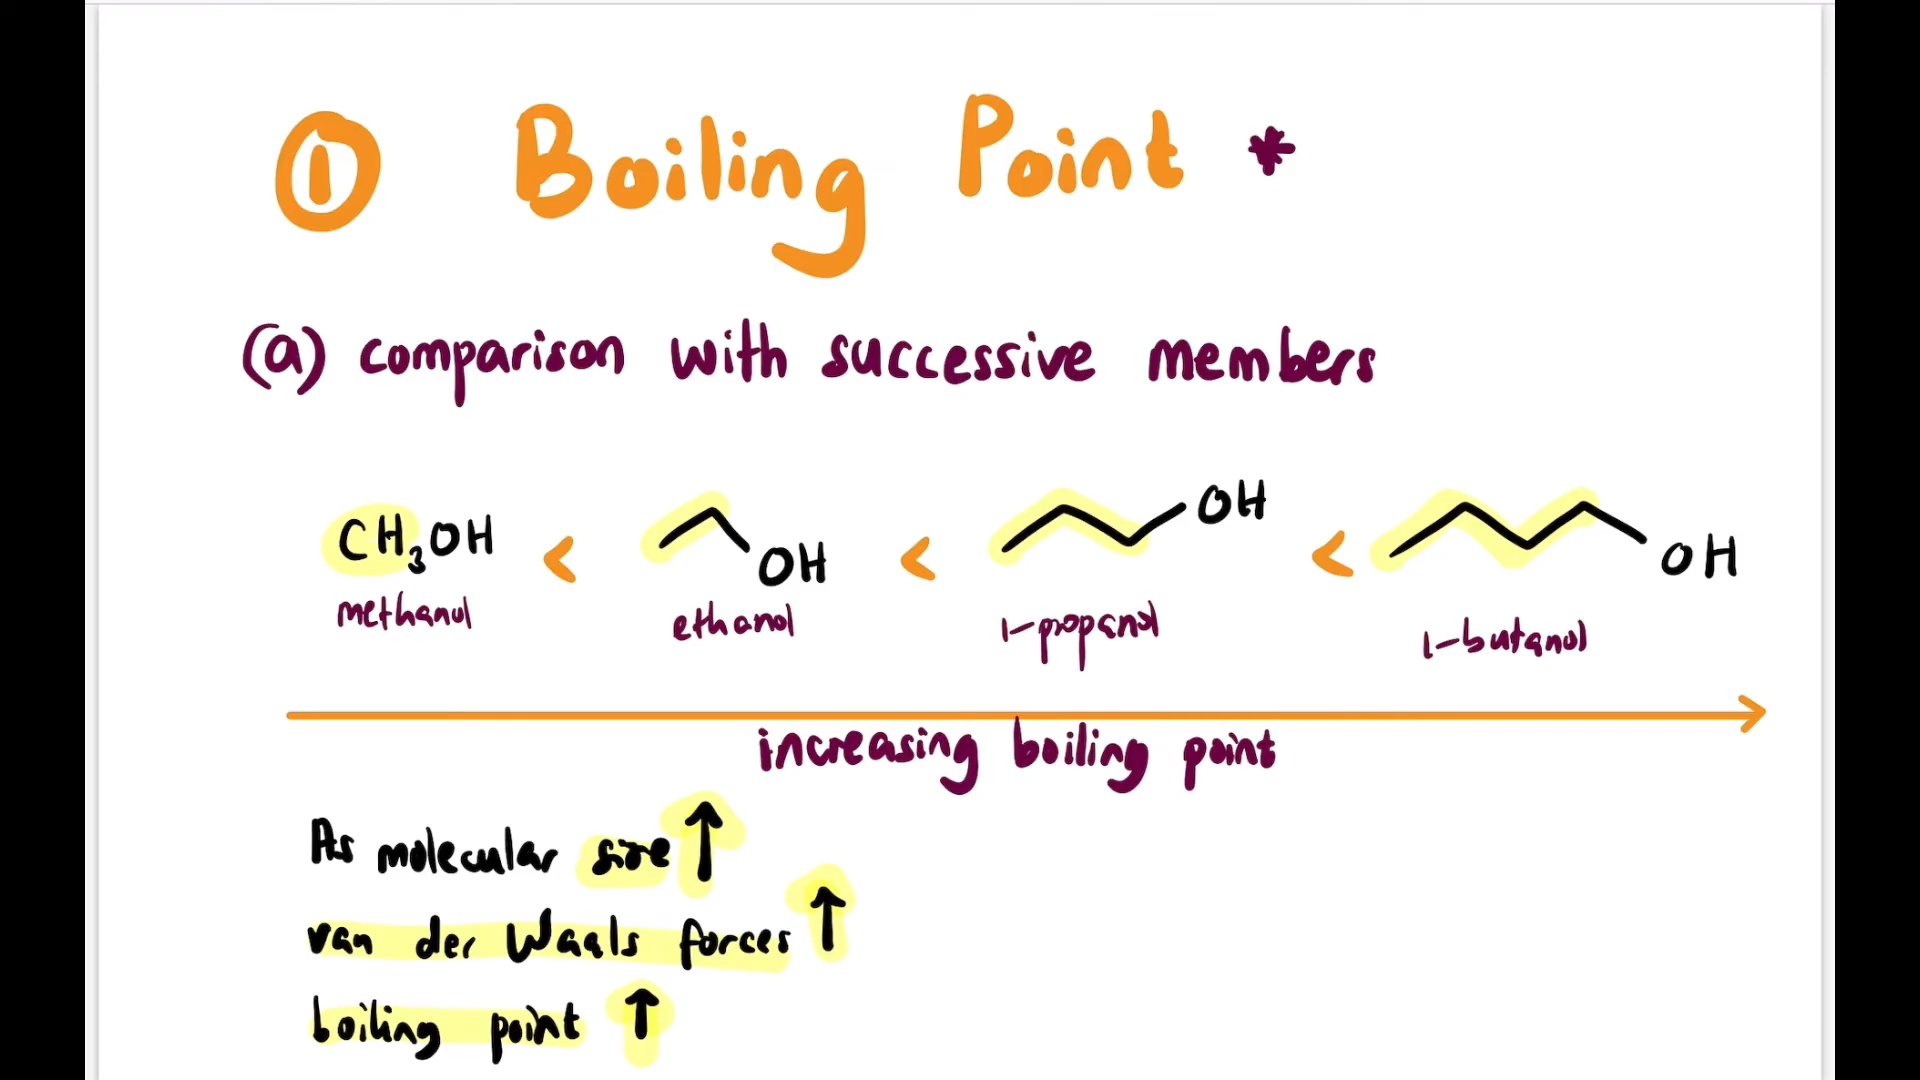 ① Boiling Point *
(a) comparison with successive members
CH₃OH < OH < OH < OH
methanol ethanol 1-propanol 1-butanol
increasing boiling point
As molecular size ↑
van der Waals forces ↑
boiling point ↑